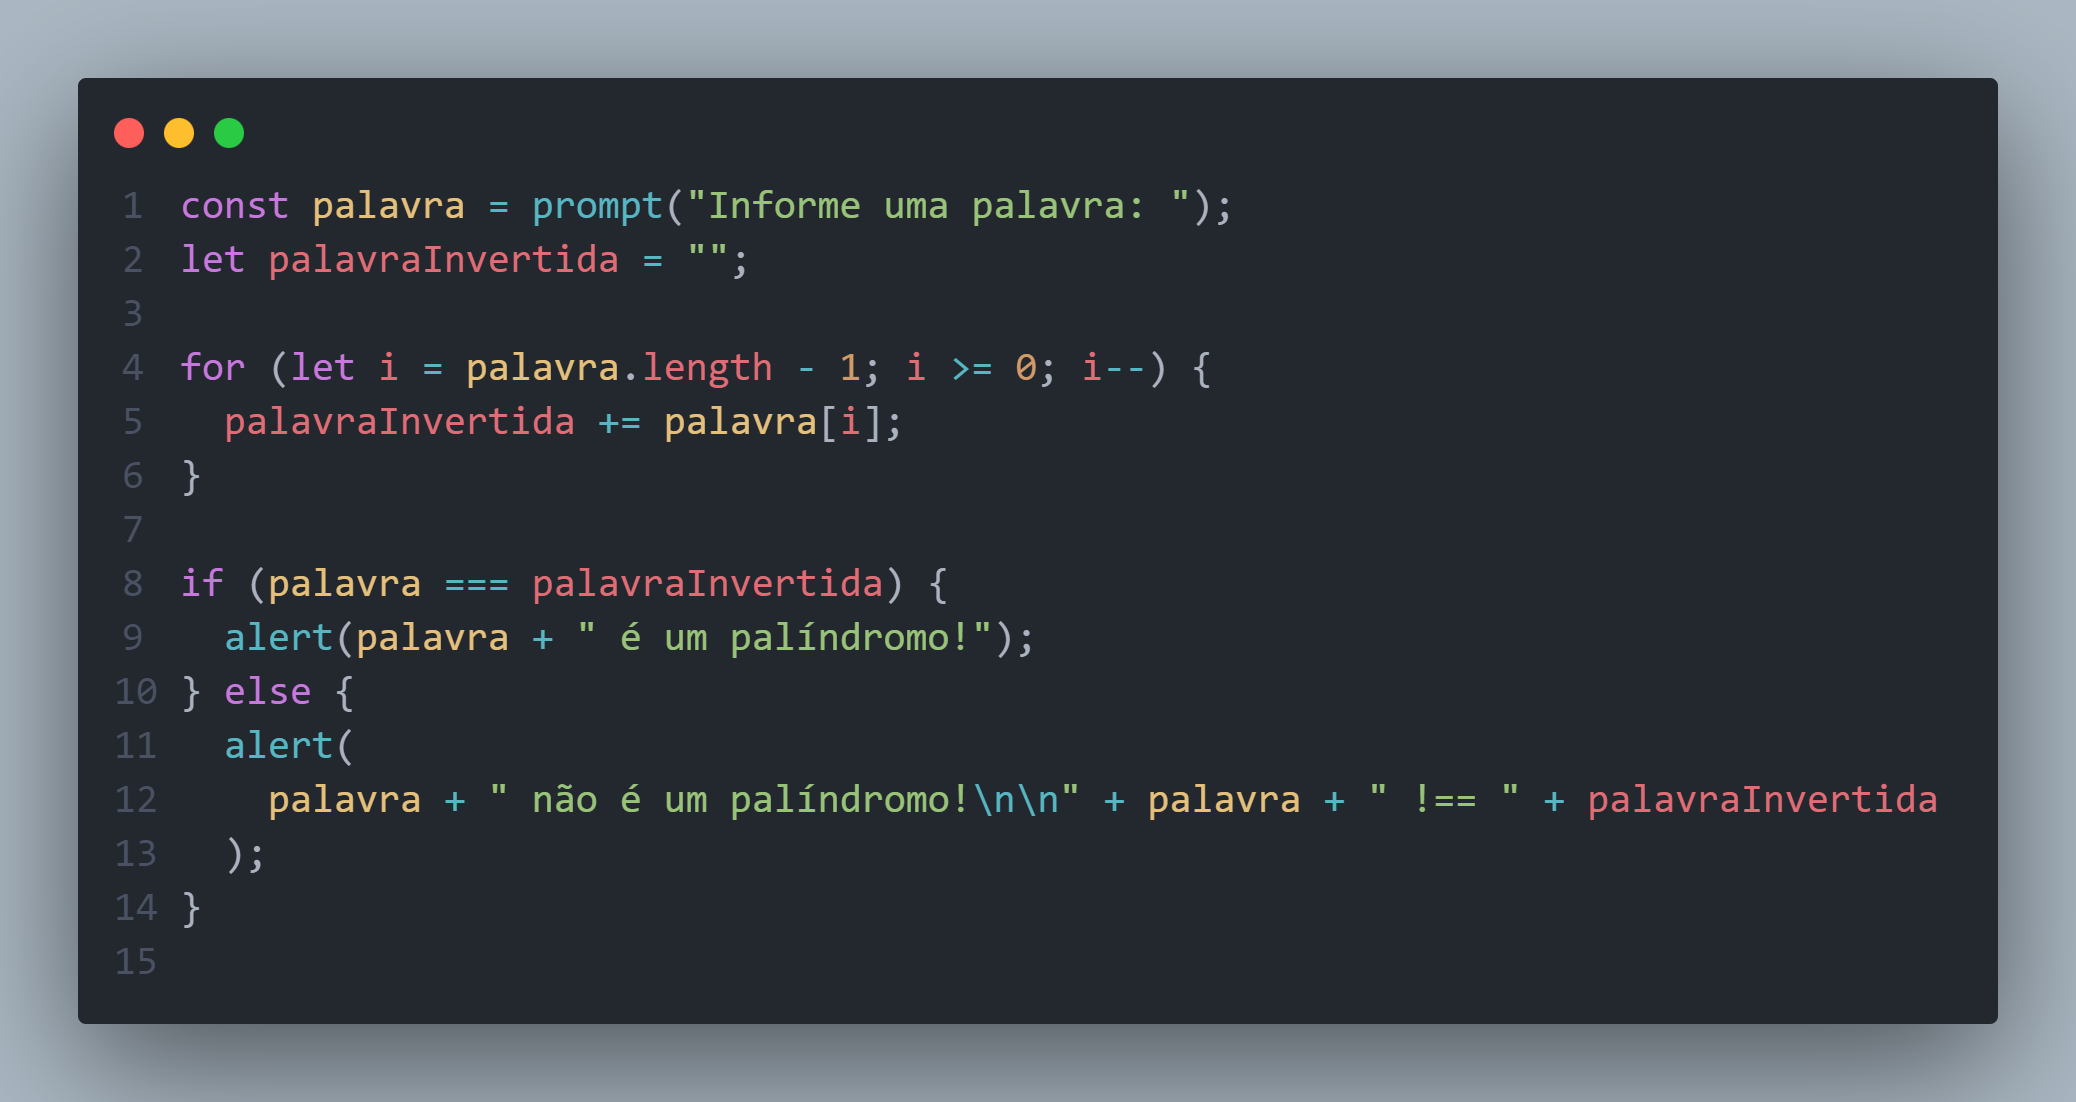 1 const palavra = prompt("Informe uma palavra: ");
2 let palavraInvertida = "";
3
4 for (let i = palavra.length - 1; i >= 0; i--) {
5   palavraInvertida += palavra[i];
6 }
7
8 if (palavra === palavraInvertida) {
9   alert(palavra + " é um palíndromo!");
10 } else {
11   alert(
12     palavra + " não é um palíndromo!\n\n" + palavra + " !== " + palavraInvertida
13   );
14 }
15